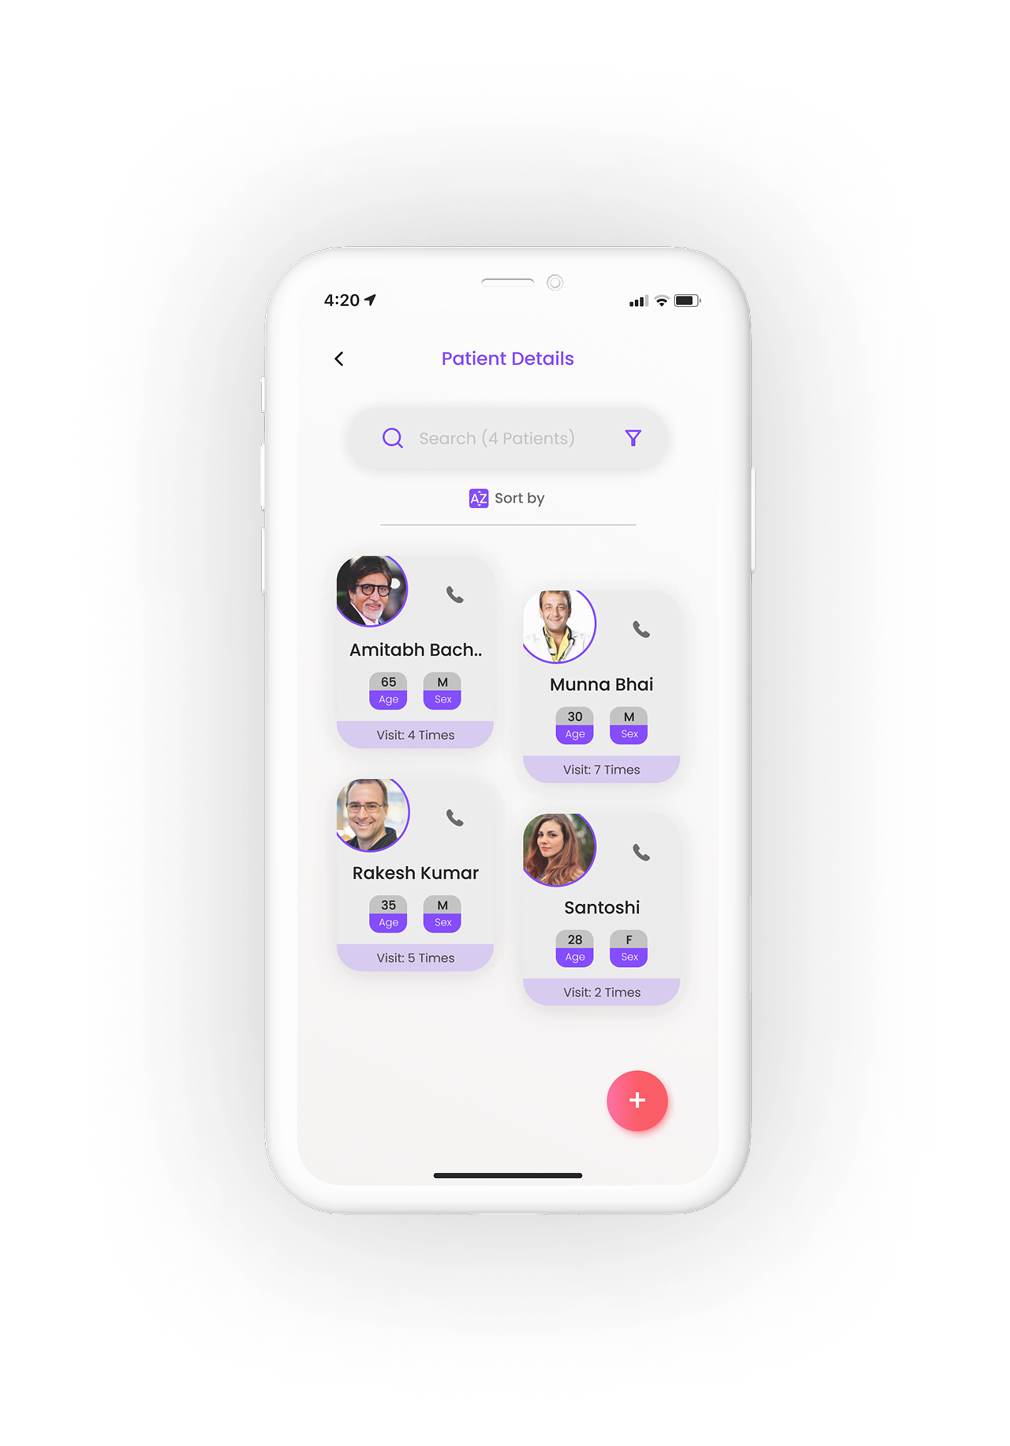 4:20
Patient Details
Search (4 Patients)
AZ Sort by
Amitabh Bach..
65 M
Age Sex
Visit: 4 Times
Munna Bhai
30 M
Age Sex
Visit: 7 Times
Rakesh Kumar
35 M
Age Sex
Visit: 5 Times
Santoshi
28 F
Age Sex
Visit: 2 Times
+